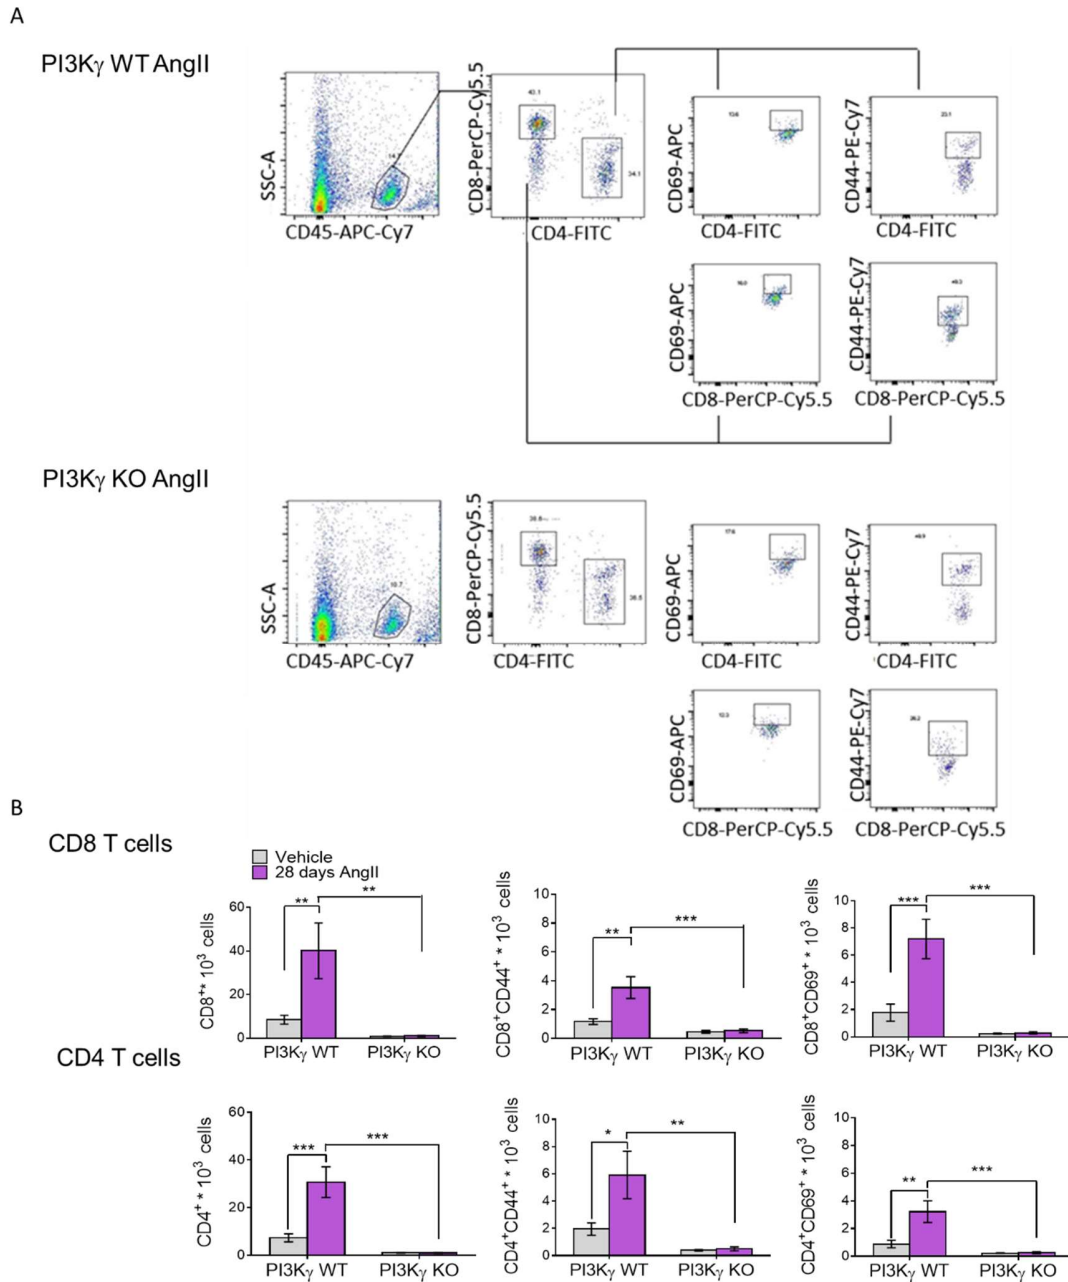 A
PI3Kγ WT AngII
SSC-A
CD45-APC-Cy7
CD8-PerCP-Cy5.5
43.1
34.1
CD4-FITC
CD69-APC
13.6
CD4-FITC
CD44-PE-Cy7
23.1
CD4-FITC
CD69-APC
CD8-PerCP-Cy5.5
CD44-PE-Cy7
CD8-PerCP-Cy5.5
PI3Kγ KO AngII
SSC-A
CD45-APC-Cy7
CD8-PerCP-Cy5.5
CD4-FITC
CD69-APC
17.6
CD4-FITC
CD44-PE-Cy7
CD4-FITC
CD69-APC
CD8-PerCP-Cy5.5
CD44-PE-Cy7
CD8-PerCP-Cy5.5
B
CD8 T cells
Vehicle
28 days AngII
CD8⁺* 10³ cells
60
40
20
0
**
**
PI3Kγ WT
PI3Kγ KO
CD8⁺CD44⁺ * 10³ cells
10
8
6
4
2
0
**
***
PI3Kγ WT
PI3Kγ KO
CD8⁺CD69⁺ * 10³ cells
10
8
6
4
2
0
***
***
PI3Kγ WT
PI3Kγ KO
CD4 T cells
CD4⁺ * 10³ cells
60
40
20
0
***
***
PI3Kγ WT
PI3Kγ KO
CD4⁺CD44⁺ * 10³ cells
10
8
6
4
2
0
*
**
PI3Kγ WT
PI3Kγ KO
CD4⁺CD69⁺ * 10³ cells
10
8
6
4
2
0
**
***
PI3Kγ WT
PI3Kγ KO